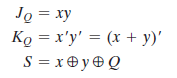 J_Q = xy
K_Q = x'y' = (x + y)'
S = x ⊕ y ⊕ Q